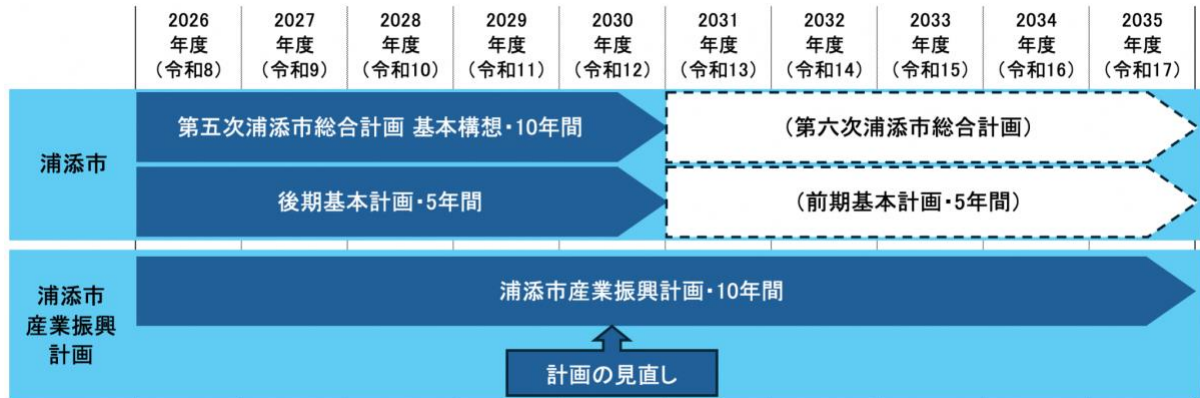 2026
年度
（令和8）
2027
年度
（令和9）
2028
年度
（令和10）
2029
年度
（令和11）
2030
年度
（令和12）
2031
年度
（令和13）
2032
年度
（令和14）
2033
年度
（令和15）
2034
年度
（令和16）
2035
年度
（令和17）
浦添市
第五次浦添市総合計画 基本構想・10年間
（第六次浦添市総合計画）
後期基本計画・5年間
（前期基本計画・5年間）
浦添市
産業振興
計画
浦添市産業振興計画・10年間
計画の見直し